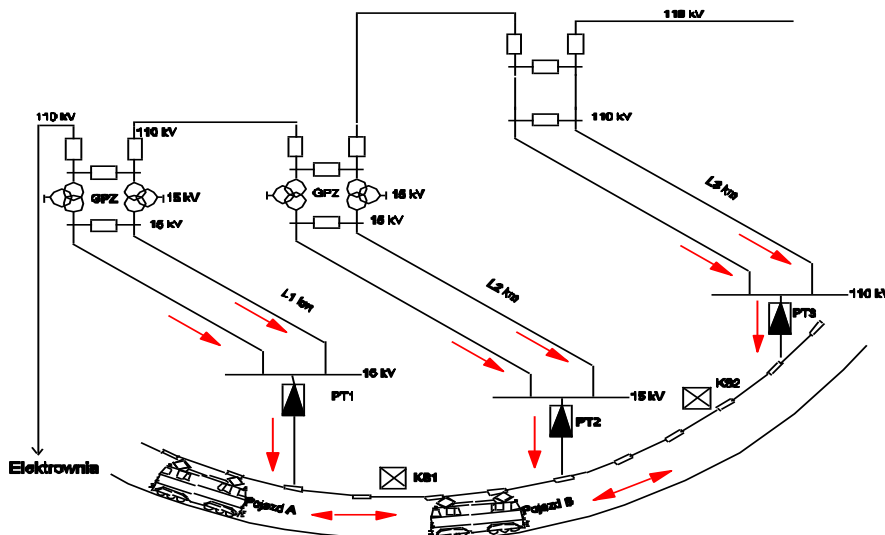 110 kV
110 kV
110 kV
110 kV
GPZ
15 kV
15 kV
GPZ
15 kV
15 kV
L3 km
L1 km
L2 km
110 kV
PT3
15 kV
PT1
15 kV
PT2
KS2
KS1
Elektrownia
Pojazd A
Pojazd B